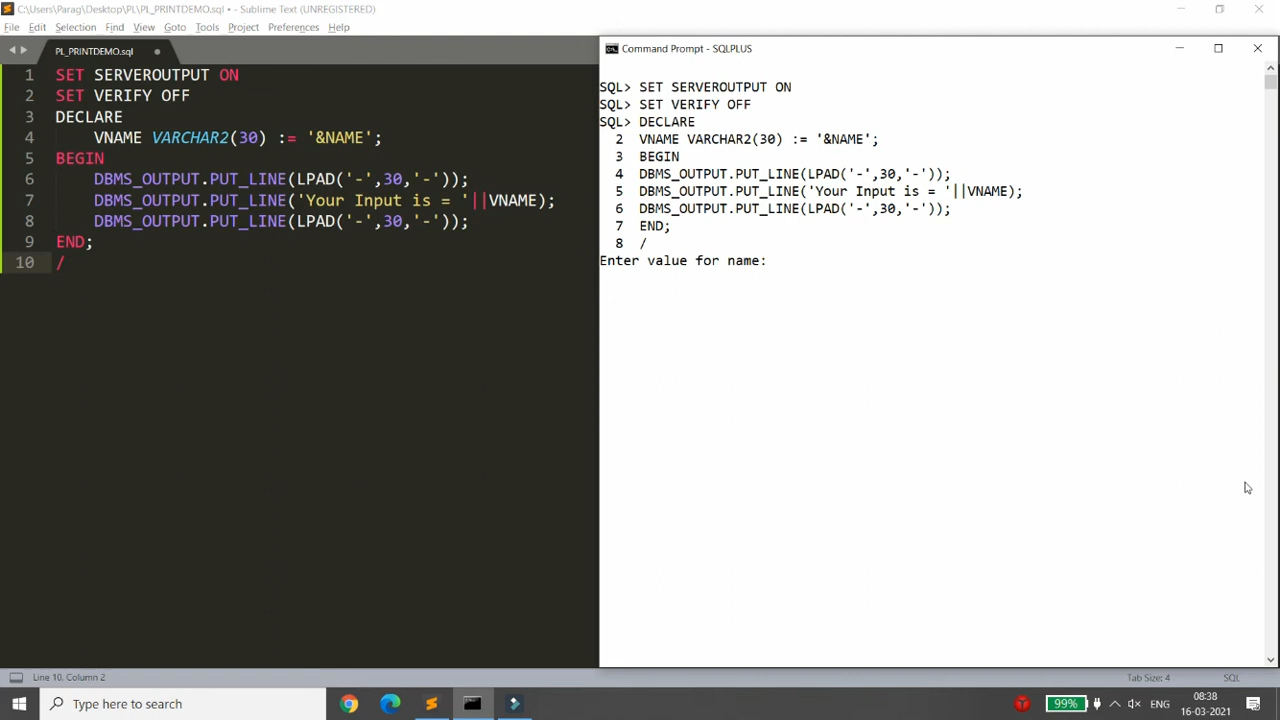 C:\Users\Parag\Desktop\PL\PL_PRINTDEMO.sql • - Sublime Text (UNREGISTERED)
File Edit Selection Find View Goto Tools Project Preferences Help
PL_PRINTDEMO.sql
1 SET SERVEROUTPUT ON
2 SET VERIFY OFF
3 DECLARE
4 VNAME VARCHAR2(30) := '&NAME';
5 BEGIN
6 DBMS_OUTPUT.PUT_LINE(LPAD('-',30,'-'));
7 DBMS_OUTPUT.PUT_LINE('Your Input is = '||VNAME);
8 DBMS_OUTPUT.PUT_LINE(LPAD('-',30,'-'));
9 END;
10 /
Command Prompt - SQLPLUS
SQL> SET SERVEROUTPUT ON
SQL> SET VERIFY OFF
SQL> DECLARE
2 VNAME VARCHAR2(30) := '&NAME';
3 BEGIN
4 DBMS_OUTPUT.PUT_LINE(LPAD('-',30,'-'));
5 DBMS_OUTPUT.PUT_LINE('Your Input is = '||VNAME);
6 DBMS_OUTPUT.PUT_LINE(LPAD('-',30,'-'));
7 END;
8 /
Enter value for name:
Line 10, Column 2
Tab Size: 4 SQL
Type here to search
99%
ENG
08:38
16-03-2021